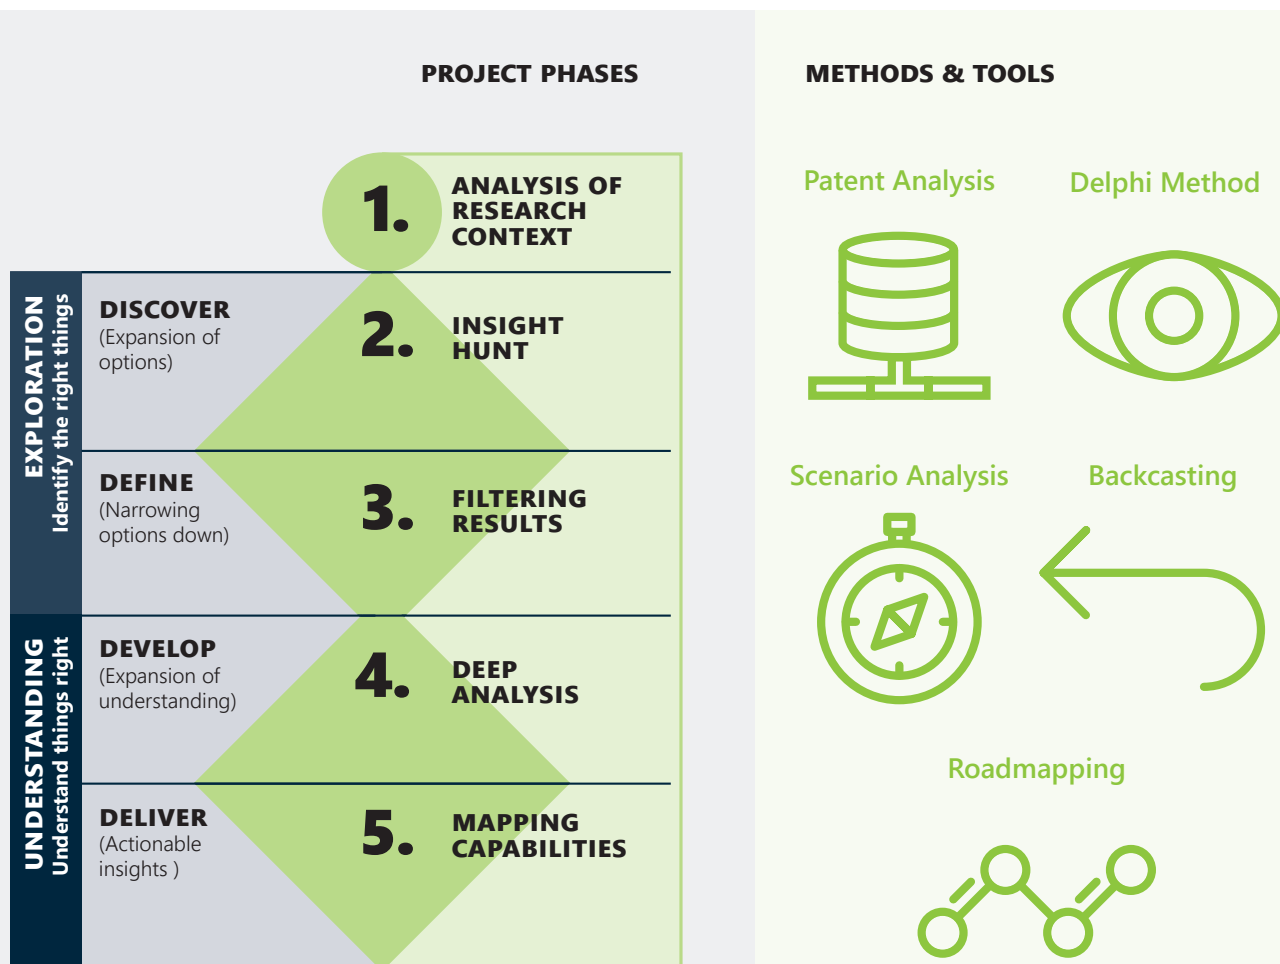 PROJECT PHASES
METHODS & TOOLS
1.
ANALYSIS OF
RESEARCH
CONTEXT
EXPLORATION
Identify the right things
DISCOVER
(Expansion of
options)
2.
INSIGHT
HUNT
DEFINE
(Narrowing
options down)
3.
FILTERING
RESULTS
UNDERSTANDING
Understand things right
DEVELOP
(Expansion of
understanding)
4.
DEEP
ANALYSIS
DELIVER
(Actionable
insights )
5.
MAPPING
CAPABILITIES
Patent Analysis
Delphi Method
Scenario Analysis
Backcasting
Roadmapping